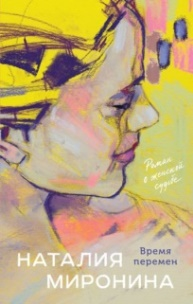 Роман
о женской
судьбе
Время
перемен
НАТАЛИЯ
МИРОНИНА